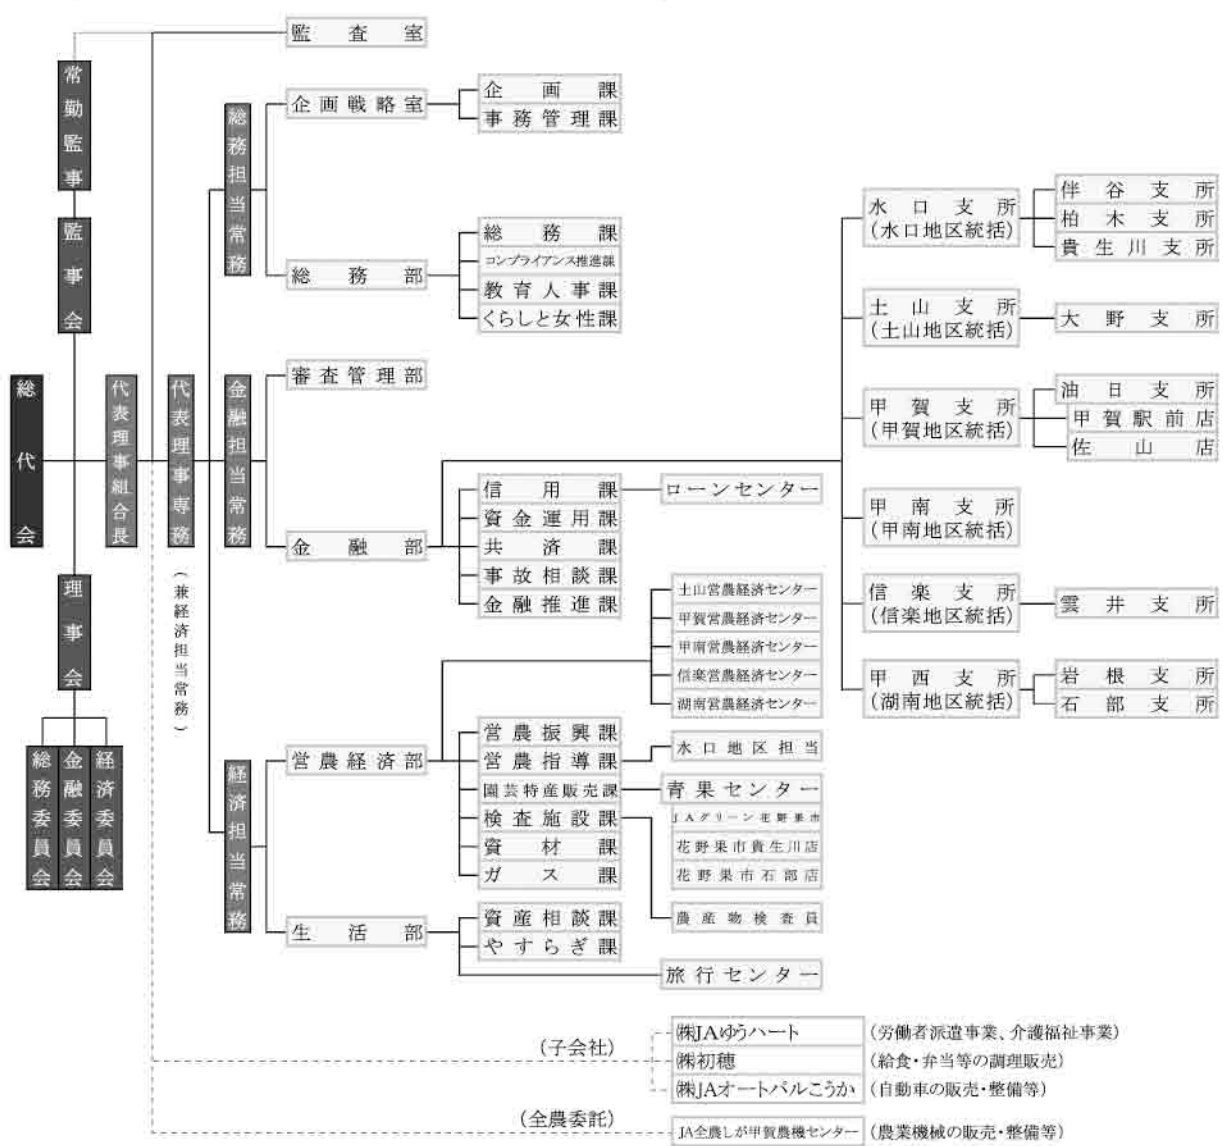 監査室
常勤監事
監事会
総代会
理事会
総務委員会
金融委員会
経済委員会
代表理事組合長
代表理事専務
(兼経済担当常務)
総務担当常務
企画戦略室
企画課
事務管理課
総務部
総務課
コンプライアンス推進課
教育人事課
くらしと女性課
金融担当常務
審査管理部
金融部
信用課
ローンセンター
資金運用課
共済課
事故相談課
金融推進課
水口支所
(水口地区統括)
伴谷支所
柏木支所
貴生川支所
土山支所
(土山地区統括)
大野支所
甲賀支所
(甲賀地区統括)
油日支所
甲賀駅前店
佐山店
甲南支所
(甲南地区統括)
信楽支所
(信楽地区統括)
雲井支所
甲西支所
(湖南地区統括)
岩根支所
石部支所
経済担当常務
営農経済部
土山営農経済センター
甲賀営農経済センター
甲南営農経済センター
信楽営農経済センター
湖南営農経済センター
営農振興課
営農指導課
水口地区担当
園芸特産販売課
青果センター
JAグリーン花野果市
花野果市貴生川店
花野果市石部店
検査施設課
農産物検査員
資材課
ガス課
生活部
資産相談課
やすらぎ課
旅行センター
(子会社)
㈱JAゆうハート
(労働者派遣事業、介護福祉事業)
㈱初穂
(給食・弁当等の調理販売)
㈱JAオートパルこうか
(自動車の販売・整備等)
(全農委託)
JA全農しが甲賀農機センター
(農業機械の販売・整備等)